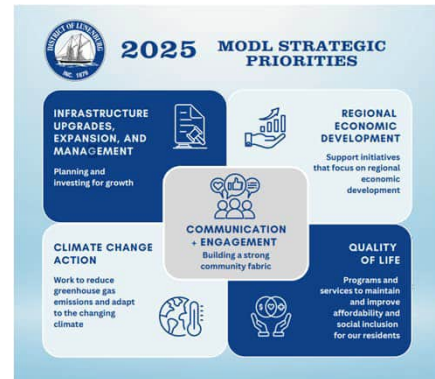 DISTRICT OF LUNENBURG
INC. 1879
2025 MODL STRATEGIC
PRIORITIES
INFRASTRUCTURE
UPGRADES,
EXPANSION, AND
MANAGEMENT
Planning and
investing for growth
REGIONAL
ECONOMIC
DEVELOPMENT
Support initiatives
that focus on regional
economic
development
COMMUNICATION
+ ENGAGEMENT
Building a strong
community fabric
CLIMATE CHANGE
ACTION
Work to reduce
greenhouse gas
emissions and adapt
to the changing
climate
QUALITY
OF LIFE
Programs and
services to maintain
and improve
affordability and
social inclusion
for our residents